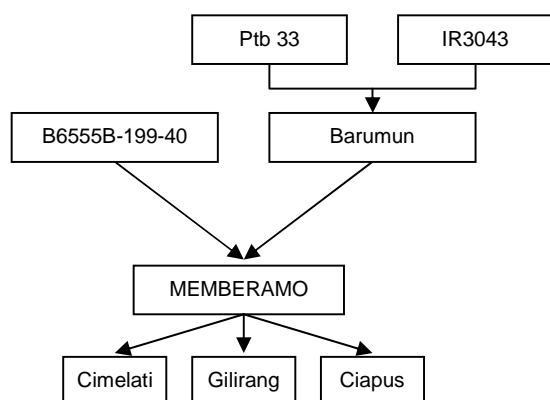 Ptb 33
IR3043
B6555B-199-40
Barumun
MEMBERAMO
Cimelati
Gilirang
Ciapus